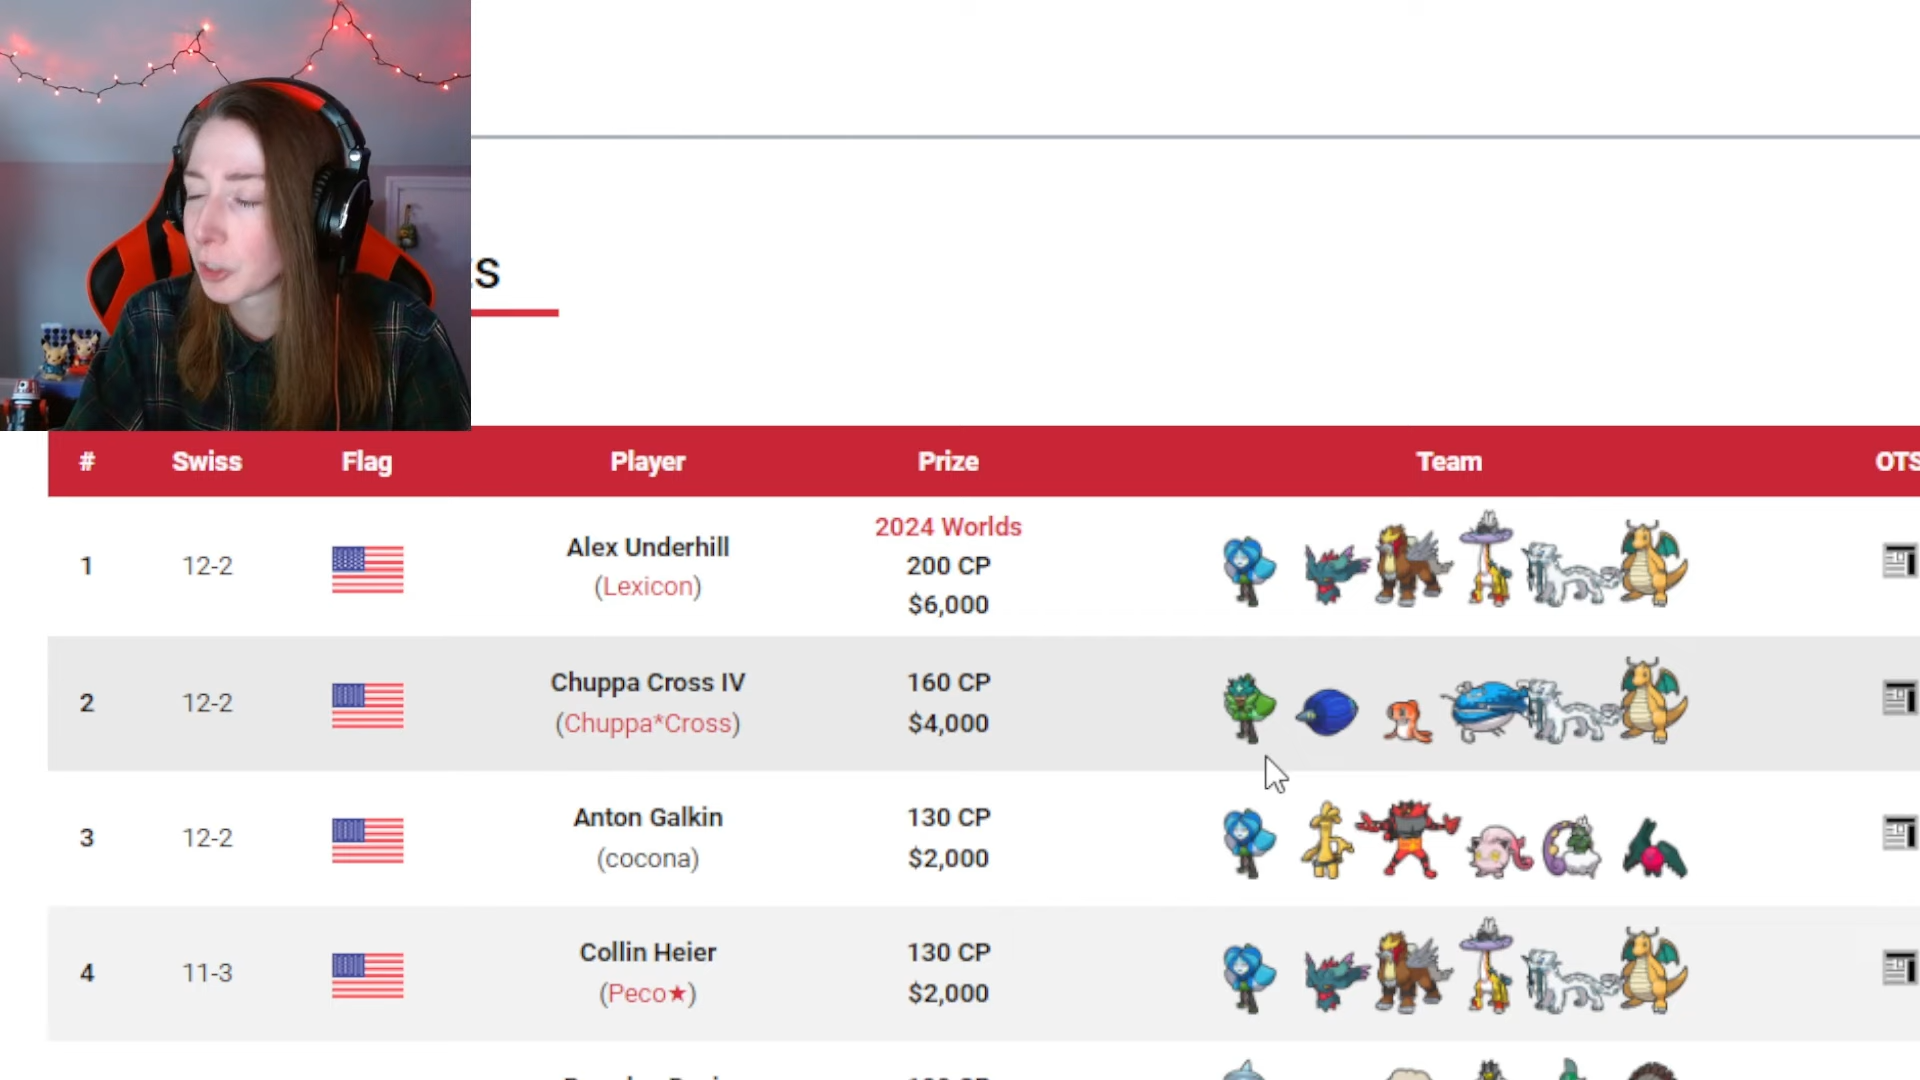 ES
# Swiss Flag Player Prize Team OTS
1 12-2 Alex Underhill (Lexicon) 2024 Worlds 200 CP $6,000
2 12-2 Chuppa Cross IV (Chuppa*Cross) 160 CP $4,000
3 12-2 Anton Galkin (cocona) 130 CP $2,000
4 11-3 Collin Heier (Peco★) 130 CP $2,000